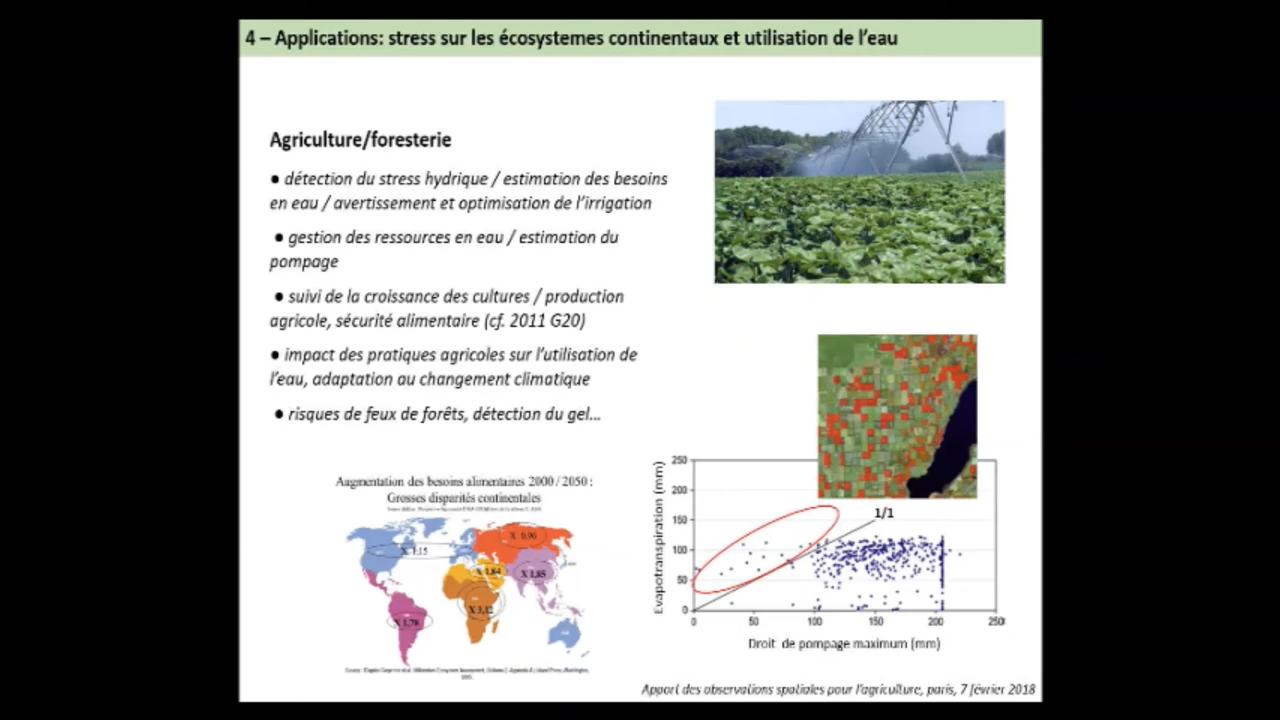 4 – Applications: stress sur les écosystemes continentaux et utilisation de l'eau
Agriculture/foresterie
● détection du stress hydrique / estimation des besoins
en eau / avertissement et optimisation de l'irrigation
● gestion des ressources en eau / estimation du
pompage
● suivi de la croissance des cultures / production
agricole, sécurité alimentaire (cf. 2011 G20)
● impact des pratiques agricoles sur l'utilisation de
l'eau, adaptation au changement climatique
● risques de feux de forêts, détection du gel...
Augmentation des besoins alimentaires 2000 / 2050 :
Grosses disparités continentales
X 0,96
X 1,15
X 1,84
X 1,85
X 3,12
X 1,78
Evapotranspiration (mm)
250
200
150
100
50
0
1/1
0
50
100
150
200
250
Droit de pompage maximum (mm)
Apport des observations spatiales pour l'agriculture, paris, 7 février 2018